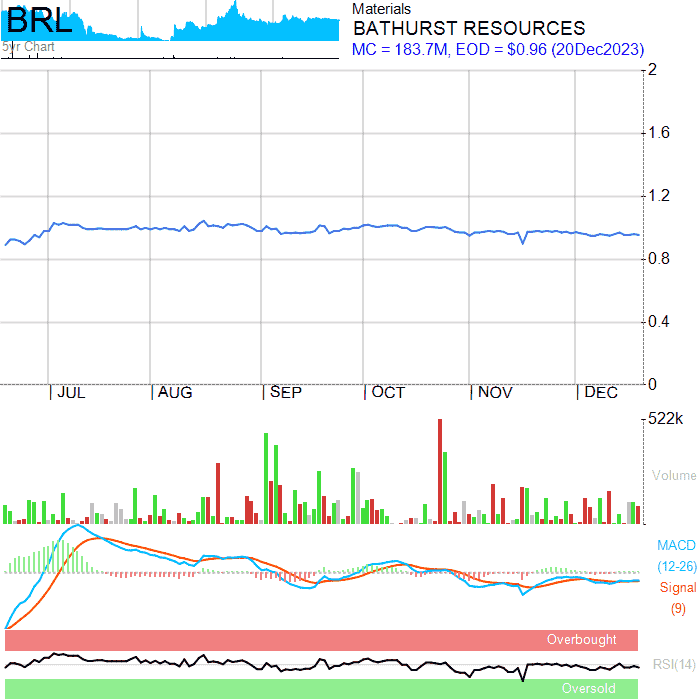 BRL
5yr Chart
Materials
BATHURST RESOURCES
MC = 183.7M, EOD = $0.96 (20Dec2023)
2
1.6
1.2
0.8
0.4
0
JUL AUG SEP OCT NOV DEC
522k
Volume
MACD
(12-26)
Signal
(9)
Overbought
RSI(14)
Oversold